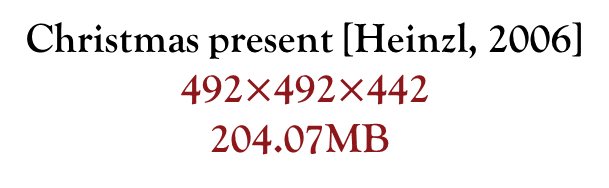 Christmas present [Heinzl, 2006]
492×492×442
204.07MB